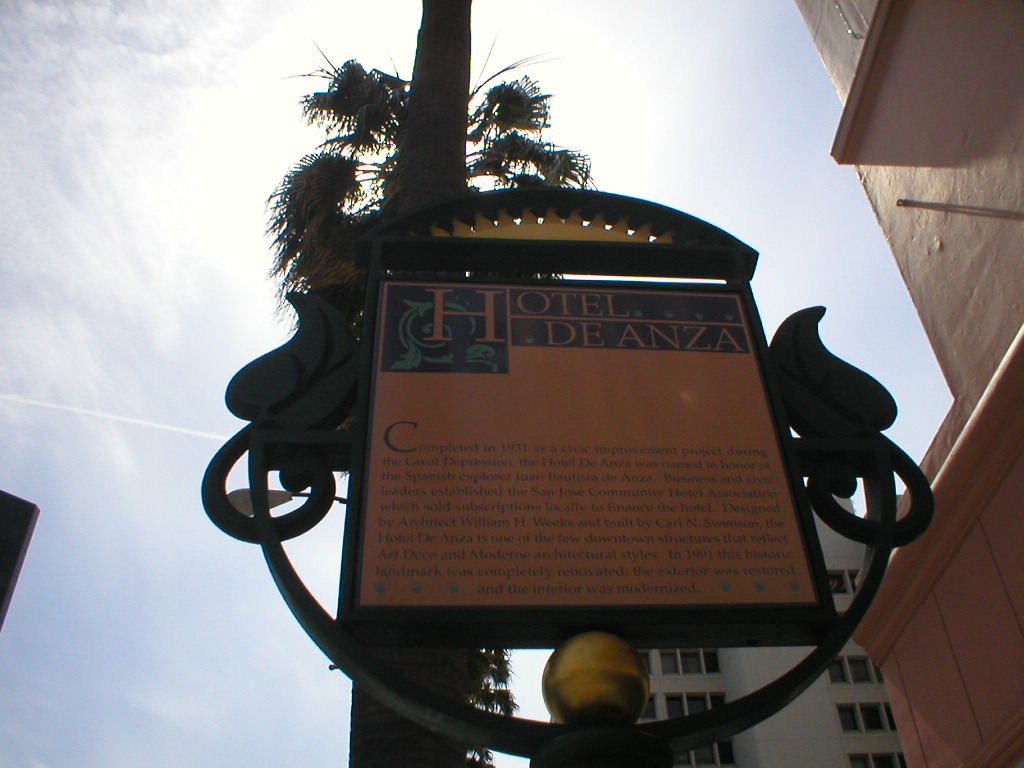 HOTEL
DE ANZA
Completed in 1931 as a civic improvement project during
the Great Depression, the Hotel De Anza was named in honor of
the Spanish explorer Juan Bautista de Anza. Business and civic
leaders established the San Jose Community Hotel Association
which sold subscriptions locally to finance the hotel. Designed
by Architect William H. Weeks and built by Carl N. Swenson, the
Hotel De Anza is one of the few downtown structures that reflect
Art Deco and Moderne architectural styles. In 1991 this historic
landmark was completely renovated; the exterior was restored
and the interior was modernized.